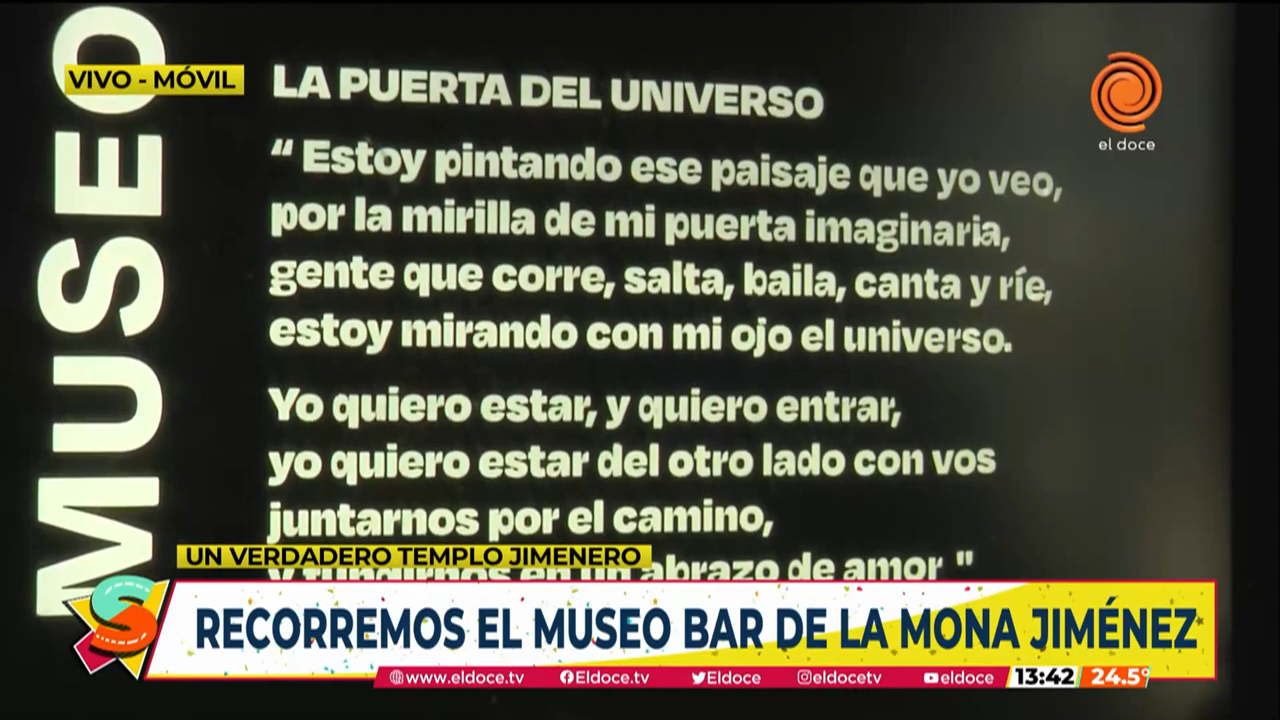 MUSEO
VIVO - MÓVIL
LA PUERTA DEL UNIVERSO
el doce
“ Estoy pintando ese paisaje que yo veo,
por la mirilla de mi puerta imaginaria,
gente que corre, salta, baila, canta y ríe,
estoy mirando con mi ojo el universo.
Yo quiero estar, y quiero entrar,
yo quiero estar del otro lado con vos
juntarnos por el camino,
y fundirnos en un abrazo de amor "
UN VERDADERO TEMPLO JIMENERO
S
RECORREMOS EL MUSEO BAR DE LA MONA JIMÉNEZ
www.eldoce.tv Eldoce.tv Eldoce eldocetv eldoce 13:42 24.5°